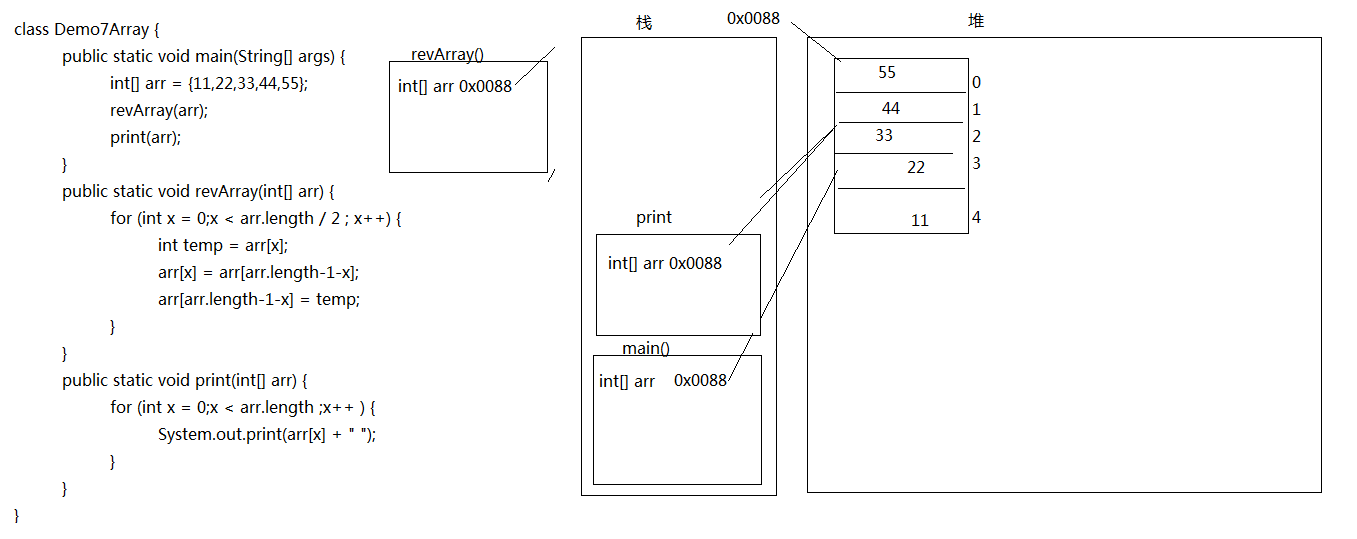 class Demo7Array {
public static void main(String[] args) {
int[] arr = {11,22,33,44,55};
revArray(arr);
print(arr);
}
public static void revArray(int[] arr) {
for (int x = 0;x < arr.length / 2 ; x++) {
int temp = arr[x];
arr[x] = arr[arr.length-1-x];
arr[arr.length-1-x] = temp;
}
}
public static void print(int[] arr) {
for (int x = 0;x < arr.length ;x++ ) {
System.out.print(arr[x] + " ");
}
}
}
revArray()
int[] arr 0x0088
栈
print
int[] arr 0x0088
main()
int[] arr 0x0088
0x0088
堆
55 0
44 1
33 2
22 3
11 4